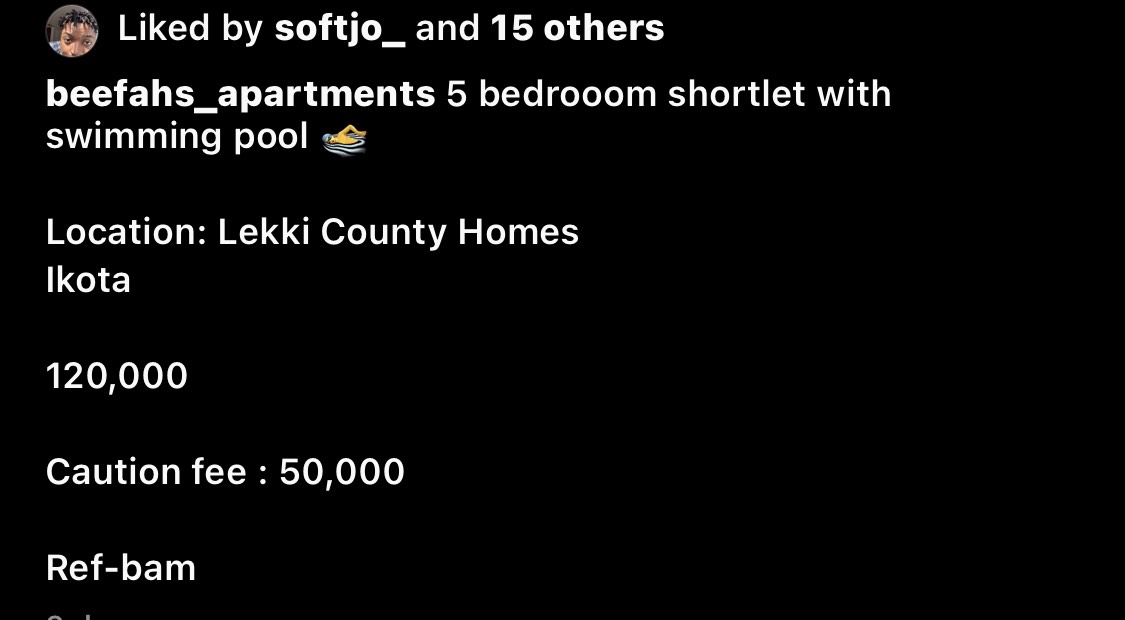 Liked by softjo_ and 15 others
beefahs_apartments 5 bedrooom shortlet with
swimming pool 🏊
Location: Lekki County Homes
Ikota
120,000
Caution fee : 50,000
Ref-bam